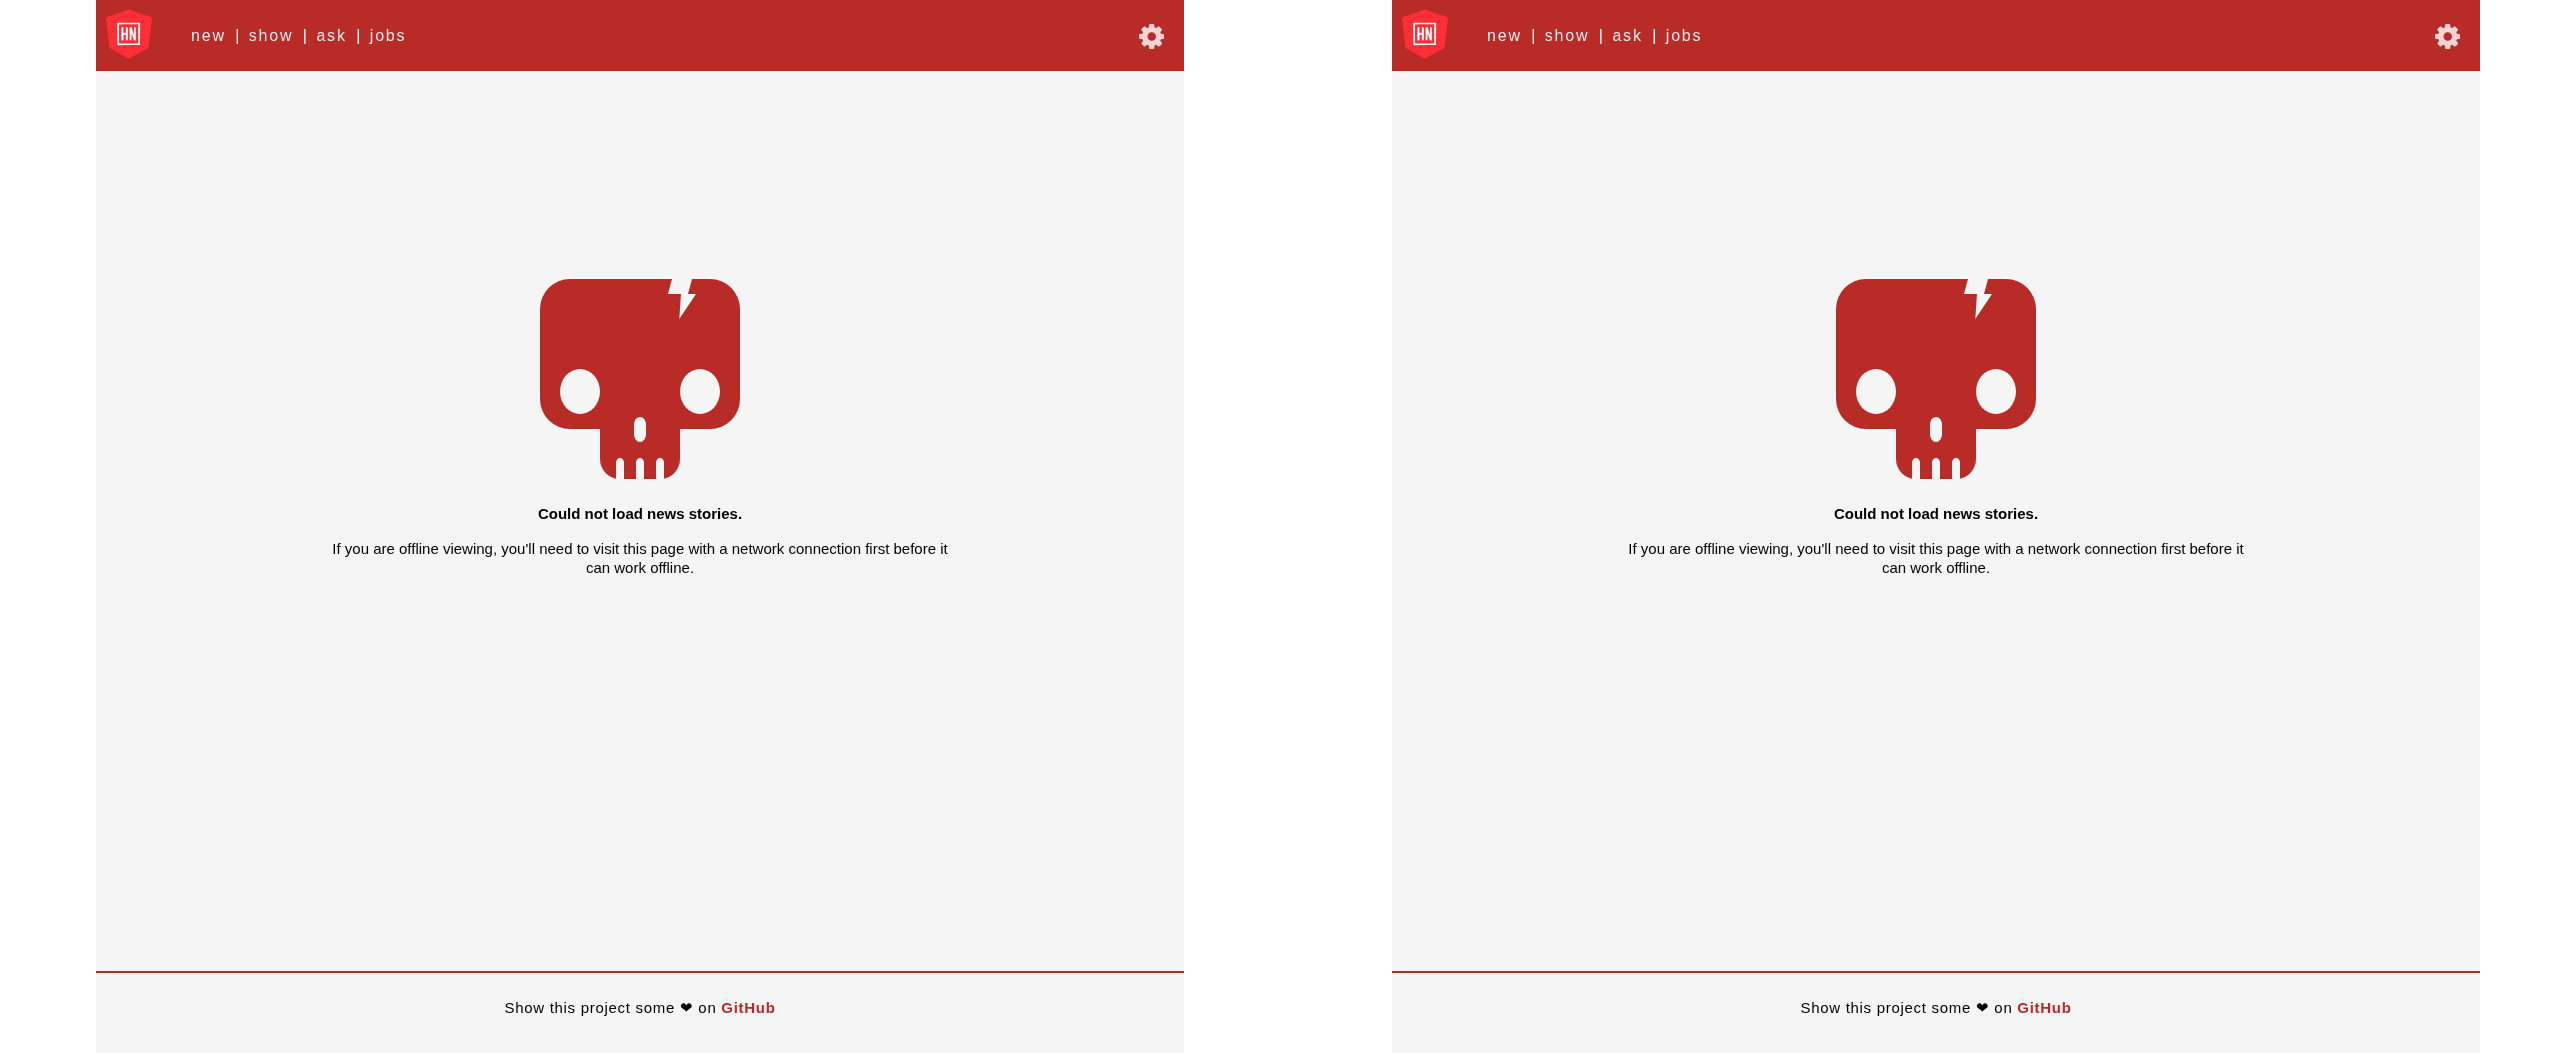 HN new | show | ask | jobs
Could not load news stories.
If you are offline viewing, you'll need to visit this page with a network connection first before it
can work offline.
Show this project some ❤ on GitHub
HN new | show | ask | jobs
Could not load news stories.
If you are offline viewing, you'll need to visit this page with a network connection first before it
can work offline.
Show this project some ❤ on GitHub